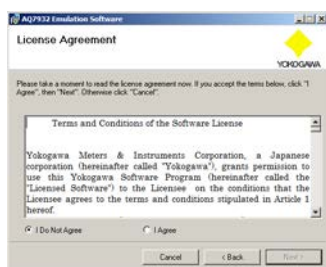 AQ7932 Emulation Software
License Agreement
YOKOGAWA
Please take a moment to read the license agreement now. If you accept the terms below, click "I
Agree", then "Next". Otherwise click "Cancel".
Terms and Conditions of the Software License
Yokogawa Meters & Instruments Corporation, a Japanese
corporation (hereinafter called "Yokogawa"), grants permission to
use this Yokogawa Software Program (hereinafter called the
"Licensed Software") to the Licensee on the conditions that the
Licensee agrees to the terms and conditions stipulated in Article 1
hereof.
I Do Not Agree
I Agree
Cancel
< Back
Next >